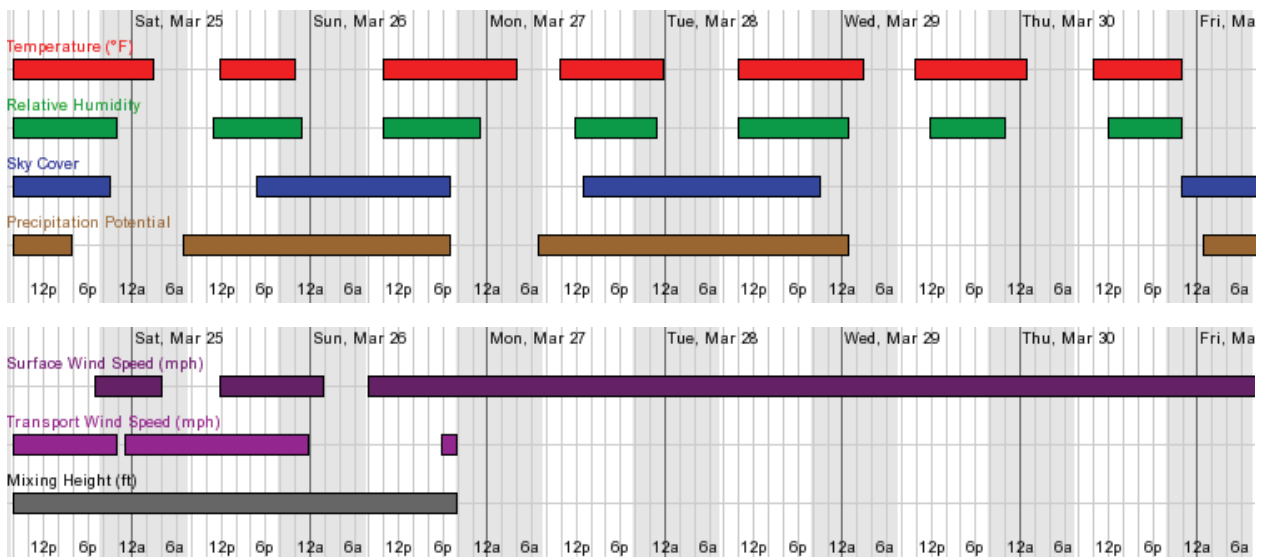 Sat, Mar 25 Sun, Mar 26 Mon, Mar 27 Tue, Mar 28 Wed, Mar 29 Thu, Mar 30 Fri, Ma
Temperature (°F)
Relative Humidity
Sky Cover
Precipitation Potential
12p 6p 12a 6a 12p 6p 12a 6a 12p 6p 12a 6a 12p 6p 12a 6a 12p 6p 12a 6a 12p 6p 12a 6a 12p 6p 12a 6a
Sat, Mar 25 Sun, Mar 26 Mon, Mar 27 Tue, Mar 28 Wed, Mar 29 Thu, Mar 30 Fri, Ma
Surface Wind Speed (mph)
Transport Wind Speed (mph)
Mixing Height (ft)
12p 6p 12a 6a 12p 6p 12a 6a 12p 6p 12a 6a 12p 6p 12a 6a 12p 6p 12a 6a 12p 6p 12a 6a 12p 6p 12a 6a